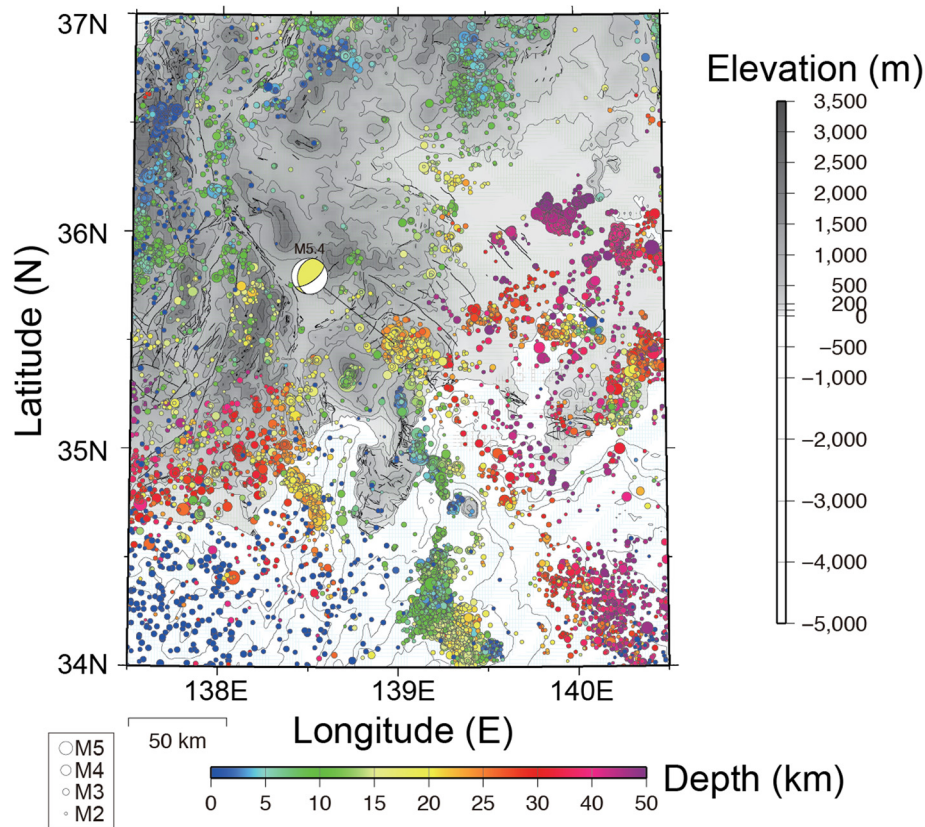 37N
36N
35N
34N
Latitude (N)
M5.4
138E
139E
140E
Longitude (E)
50 km
M5
M4
M3
M2
0
5
10
15
20
25
30
35
40
45
50
Depth (km)
Elevation (m)
3,500
3,000
2,500
2,000
1,500
1,000
500
200
0
−500
−1,000
−2,000
−3,000
−4,000
−5,000